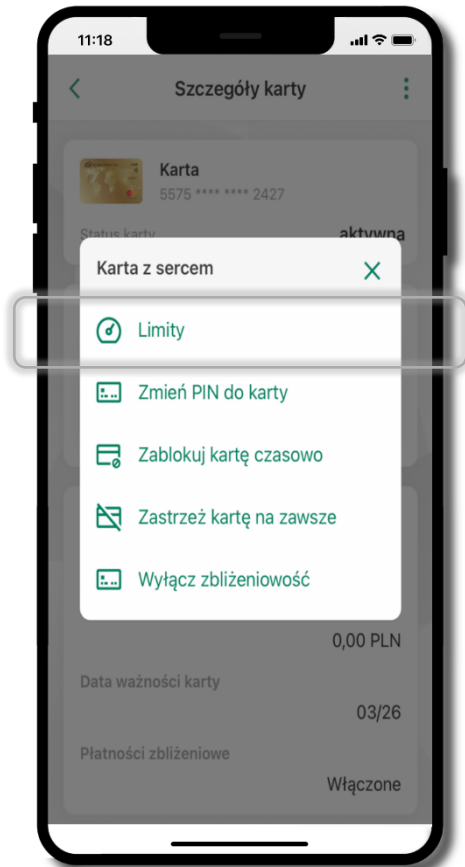 11:18
Szczegóły karty
Karta
5575 **** **** 2427
Status karty
aktywna
Karta z sercem
Limity
Zmień PIN do karty
Zablokuj kartę czasowo
Zastrzeż kartę na zawsze
Wyłącz zbliżeniowość
0,00 PLN
Data ważności karty
03/26
Płatności zbliżeniowe
Włączone